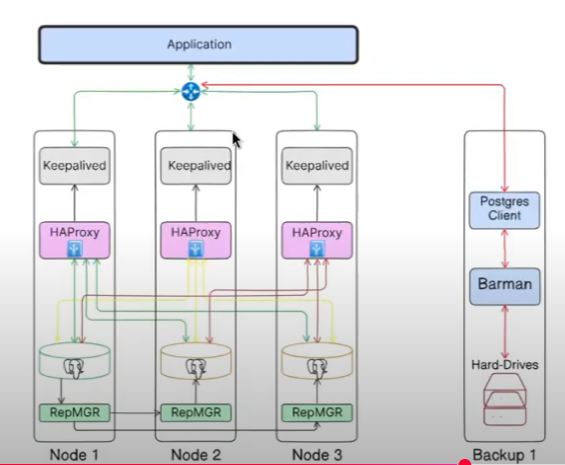 Application
Keepalived
Keepalived
Keepalived
HAProxy
HAProxy
HAProxy
Postgres
Client
Barman
Hard-Drives
RepMGR
RepMGR
RepMGR
Node 1
Node 2
Node 3
Backup 1